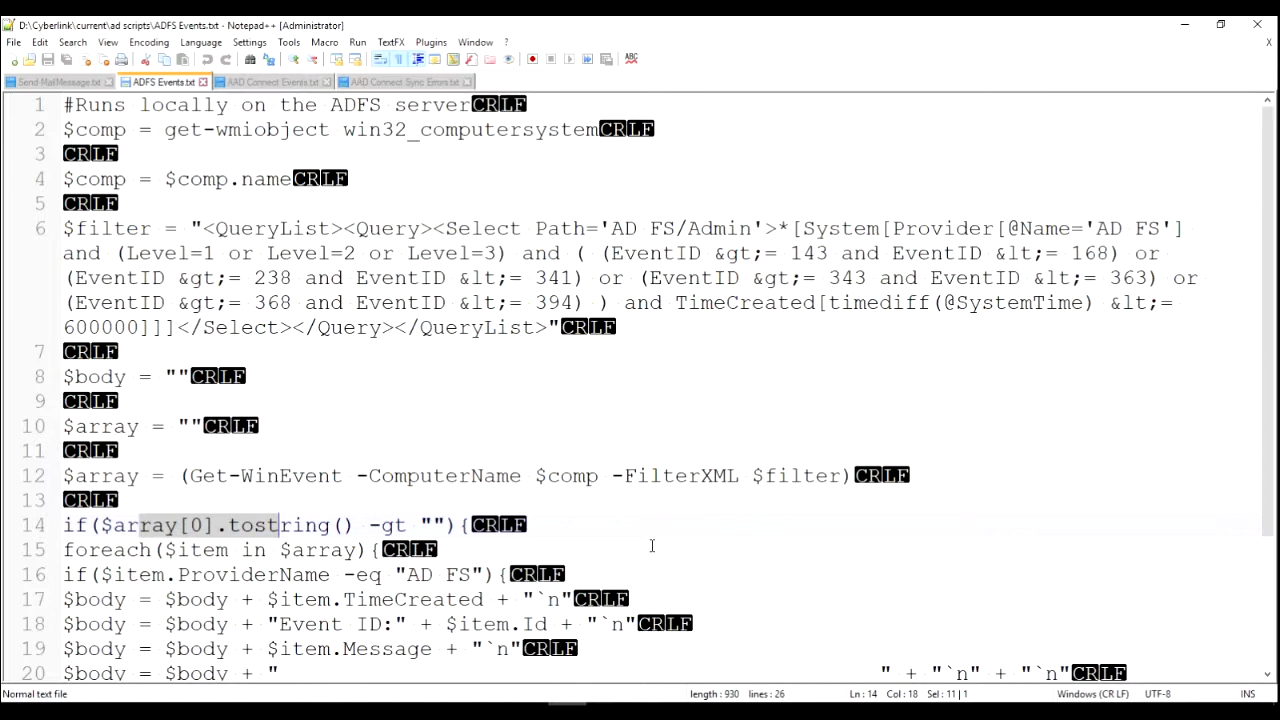 D:\Cyberlink\current\ad scripts\ADFS Events.txt - Notepad++ [Administrator]
File Edit Search View Encoding Language Settings Tools Macro Run TextFX Plugins Window ? X
Send-MailMessage.txt ADFS Events.txt AAD Connect Events.txt AAD Connect Sync Errors.txt
1 #Runs locally on the ADFS serverCRLF
2 $comp = get-wmiobject win32_computersystemCRLF
3 CRLF
4 $comp = $comp.nameCRLF
5 CRLF
6 $filter = "<QueryList><Query><Select Path='AD FS/Admin'>*[System[Provider[@Name='AD FS']
and (Level=1 or Level=2 or Level=3) and ( (EventID &gt;= 143 and EventID &lt;= 168) or
(EventID &gt;= 238 and EventID &lt;= 341) or (EventID &gt;= 343 and EventID &lt;= 363) or
(EventID &gt;= 368 and EventID &lt;= 394) ) and TimeCreated[timediff(@SystemTime) &lt;=
600000]]]</Select></Query></QueryList>"CRLF
7 CRLF
8 $body = ""CRLF
9 CRLF
10 $array = ""CRLF
11 CRLF
12 $array = (Get-WinEvent -ComputerName $comp -FilterXML $filter)CRLF
13 CRLF
14 if($array[0].tostring() -gt ""){CRLF
15 foreach($item in $array){CRLF
16 if($item.ProviderName -eq "AD FS"){CRLF
17 $body = $body + $item.TimeCreated + "`n"CRLF
18 $body = $body + "Event ID:" + $item.Id + "`n"CRLF
19 $body = $body + $item.Message + "`n"CRLF
20 $body = $body + " " + "`n" + "`n"CRLF
Normal text file length : 930 lines : 26 Ln : 14 Col : 18 Sel : 11 | 1 Windows (CR LF) UTF-8 INS